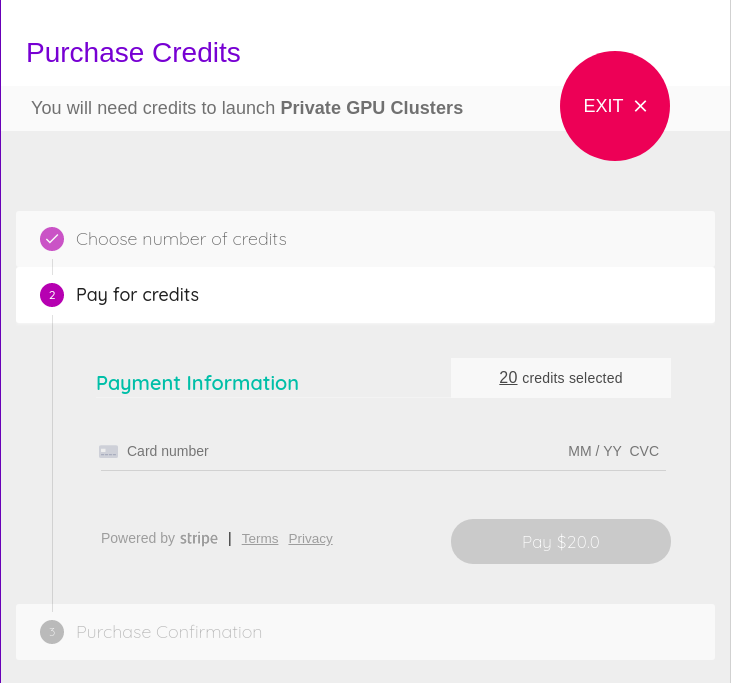 Purchase Credits
You will need credits to launch Private GPU Clusters
EXIT ×
Choose number of credits
2 Pay for credits
Payment Information
20 credits selected
Card number MM / YY CVC
Powered by stripe | Terms Privacy
Pay $20.0
3 Purchase Confirmation